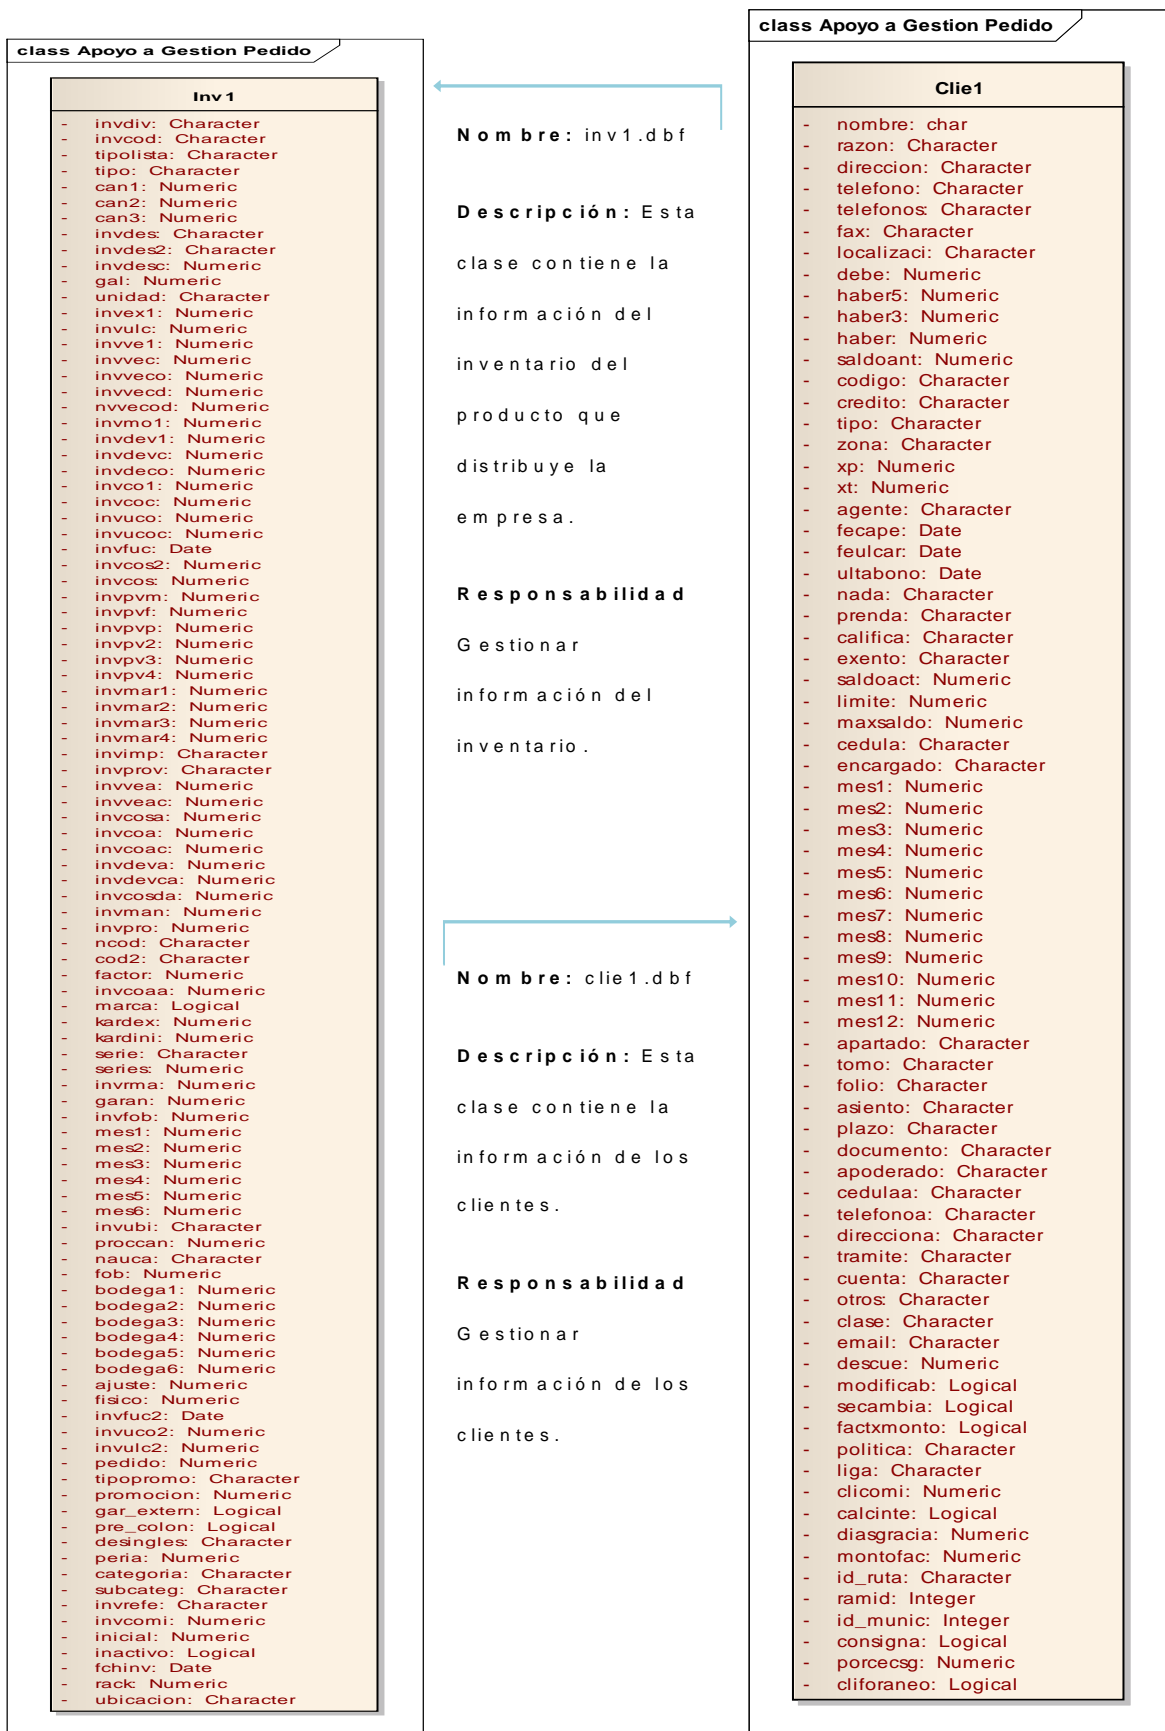 class Apoyo a Gestion Pedido
Inv1
- invdiv: Character
- invcod: Character
- tipolista: Character
- tipo: Character
- can1: Numeric
- can2: Numeric
- can3: Numeric
- invdes: Character
- invdes2: Character
- invdesc: Numeric
- gal: Numeric
- unidad: Character
- invex1: Numeric
- invulc: Numeric
- invve1: Numeric
- invvec: Numeric
- invveco: Numeric
- invvecd: Numeric
- nvvecod: Numeric
- invmo1: Numeric
- invdev1: Numeric
- invdevc: Numeric
- invdeco: Numeric
- invco1: Numeric
- invcoc: Numeric
- invuco: Numeric
- invucoc: Numeric
- invfuc: Date
- invcos2: Numeric
- invcos: Numeric
- invpvm: Numeric
- invpvf: Numeric
- invpvp: Numeric
- invpv2: Numeric
- invpv3: Numeric
- invpv4: Numeric
- invmar1: Numeric
- invmar2: Numeric
- invmar3: Numeric
- invmar4: Numeric
- invimp: Character
- invprov: Character
- invvea: Numeric
- invveac: Numeric
- invcosa: Numeric
- invcoa: Numeric
- invcoac: Numeric
- invdeva: Numeric
- invdevca: Numeric
- invcosda: Numeric
- invman: Numeric
- invpro: Numeric
- ncod: Character
- cod2: Character
- factor: Numeric
- invcoaa: Numeric
- marca: Logical
- kardex: Numeric
- kardini: Numeric
- serie: Character
- series: Numeric
- invrma: Numeric
- garan: Numeric
- invfob: Numeric
- mes1: Numeric
- mes2: Numeric
- mes3: Numeric
- mes4: Numeric
- mes5: Numeric
- mes6: Numeric
- invubi: Character
- proccan: Numeric
- nauca: Character
- fob: Numeric
- bodega1: Numeric
- bodega2: Numeric
- bodega3: Numeric
- bodega4: Numeric
- bodega5: Numeric
- bodega6: Numeric
- ajuste: Numeric
- fisico: Numeric
- invfuc2: Date
- invuco2: Numeric
- invulc2: Numeric
- pedido: Numeric
- tipopromo: Character
- promocion: Numeric
- gar_extern: Logical
- pre_colon: Logical
- desingles: Character
- peria: Numeric
- categoria: Character
- subcateg: Character
- invrefe: Character
- invcomi: Numeric
- inicial: Numeric
- inactivo: Logical
- fchinv: Date
- rack: Numeric
- ubicacion: Character
Nombre: inv1.dbf
Descripción: Esta
clase contiene la
información del
inventario del
producto que
distribuye la
empresa.
Responsabilidad
Gestionar
información del
inventario.
Nombre: clie1.dbf
Descripción: Esta
clase contiene la
información de los
clientes.
Responsabilidad
Gestionar
información de los
clientes.
class Apoyo a Gestion Pedido
Clie1
- nombre: char
- razon: Character
- direccion: Character
- telefono: Character
- telefonos: Character
- fax: Character
- localizaci: Character
- debe: Numeric
- haber5: Numeric
- haber3: Numeric
- haber: Numeric
- saldoant: Numeric
- codigo: Character
- credito: Character
- tipo: Character
- zona: Character
- xp: Numeric
- xt: Numeric
- agente: Character
- fecape: Date
- feulcar: Date
- ultabono: Date
- nada: Character
- prenda: Character
- califica: Character
- exento: Character
- saldoact: Numeric
- limite: Numeric
- maxsaldo: Numeric
- cedula: Character
- encargado: Character
- mes1: Numeric
- mes2: Numeric
- mes3: Numeric
- mes4: Numeric
- mes5: Numeric
- mes6: Numeric
- mes7: Numeric
- mes8: Numeric
- mes9: Numeric
- mes10: Numeric
- mes11: Numeric
- mes12: Numeric
- apartado: Character
- tomo: Character
- folio: Character
- asiento: Character
- plazo: Character
- documento: Character
- apoderado: Character
- cedulaa: Character
- telefonoa: Character
- direcciona: Character
- tramite: Character
- cuenta: Character
- otros: Character
- clase: Character
- email: Character
- descue: Numeric
- modificab: Logical
- secambia: Logical
- factxmonto: Logical
- politica: Character
- liga: Character
- clicomi: Numeric
- calcinte: Logical
- diasgracia: Numeric
- montofac: Numeric
- id_ruta: Character
- ramid: Integer
- id_munic: Integer
- consigna: Logical
- porcecsg: Numeric
- cliforaneo: Logical